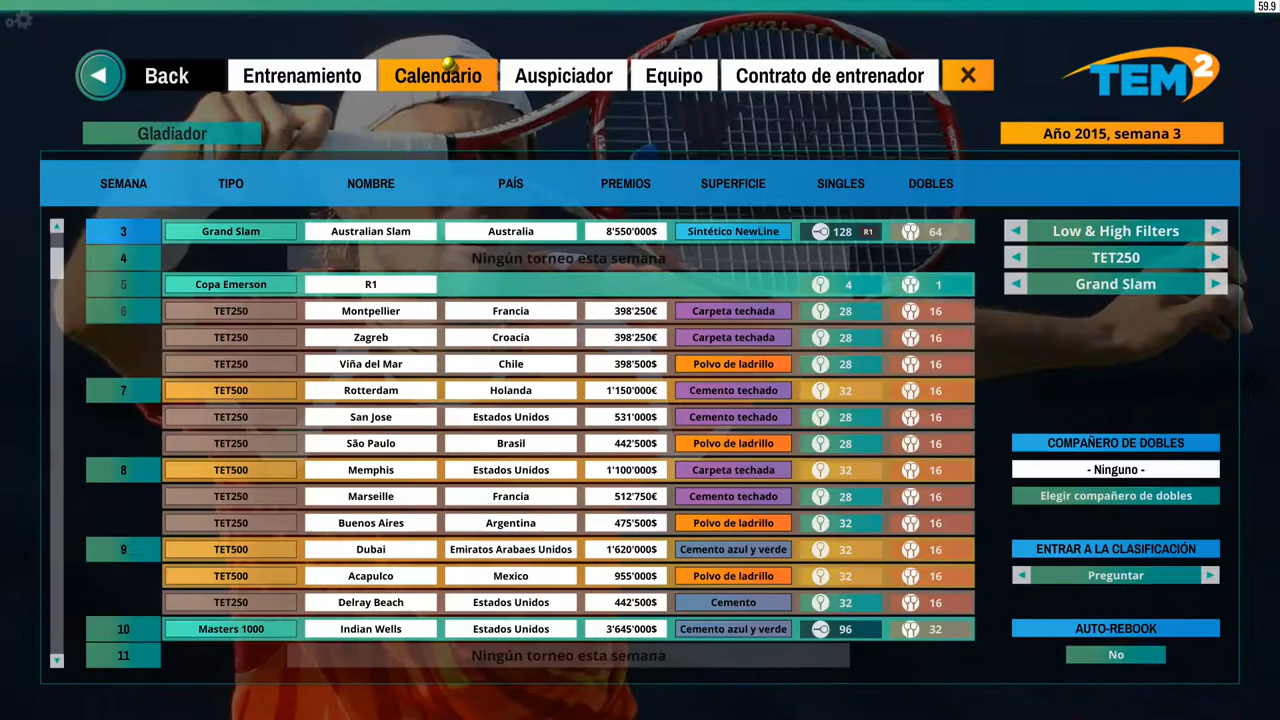 59.9
Back Entrenamiento Calendario Auspiciador Equipo Contrato de entrenador X TEM2
Gladiador Año 2015, semana 3
SEMANA TIPO NOMBRE PAÍS PREMIOS SUPERFICIE SINGLES DOBLES
3 Grand Slam Australian Slam Australia 8'550'000$ Sintético NewLine 128 R1 64 Low & High Filters
4 Ningún torneo esta semana TET250
5 Copa Emerson R1 4 1 Grand Slam
6 TET250 Montpellier Francia 398'250€ Carpeta techada 28 16
TET250 Zagreb Croacia 398'250€ Carpeta techada 28 16
TET250 Viña del Mar Chile 398'500$ Polvo de ladrillo 28 16
7 TET500 Rotterdam Holanda 1'150'000€ Cemento techado 32 16
TET250 San Jose Estados Unidos 531'000$ Cemento techado 28 16
TET250 São Paulo Brasil 442'500$ Polvo de ladrillo 28 16 COMPAÑERO DE DOBLES
8 TET500 Memphis Estados Unidos 1'100'000$ Carpeta techada 32 16 - Ninguno -
TET250 Marseille Francia 512'750€ Cemento techado 28 16 Elegir compañero de dobles
TET250 Buenos Aires Argentina 475'500$ Polvo de ladrillo 32 16
9 TET500 Dubai Emiratos Arabaes Unidos 1'620'000$ Cemento azul y verde 32 16 ENTRAR A LA CLASIFICACIÓN
TET500 Acapulco Mexico 955'000$ Polvo de ladrillo 32 16 Preguntar
TET250 Delray Beach Estados Unidos 442'500$ Cemento 32 16
10 Masters 1000 Indian Wells Estados Unidos 3'645'000$ Cemento azul y verde 96 32 AUTO-REBOOK
11 Ningún torneo esta semana No